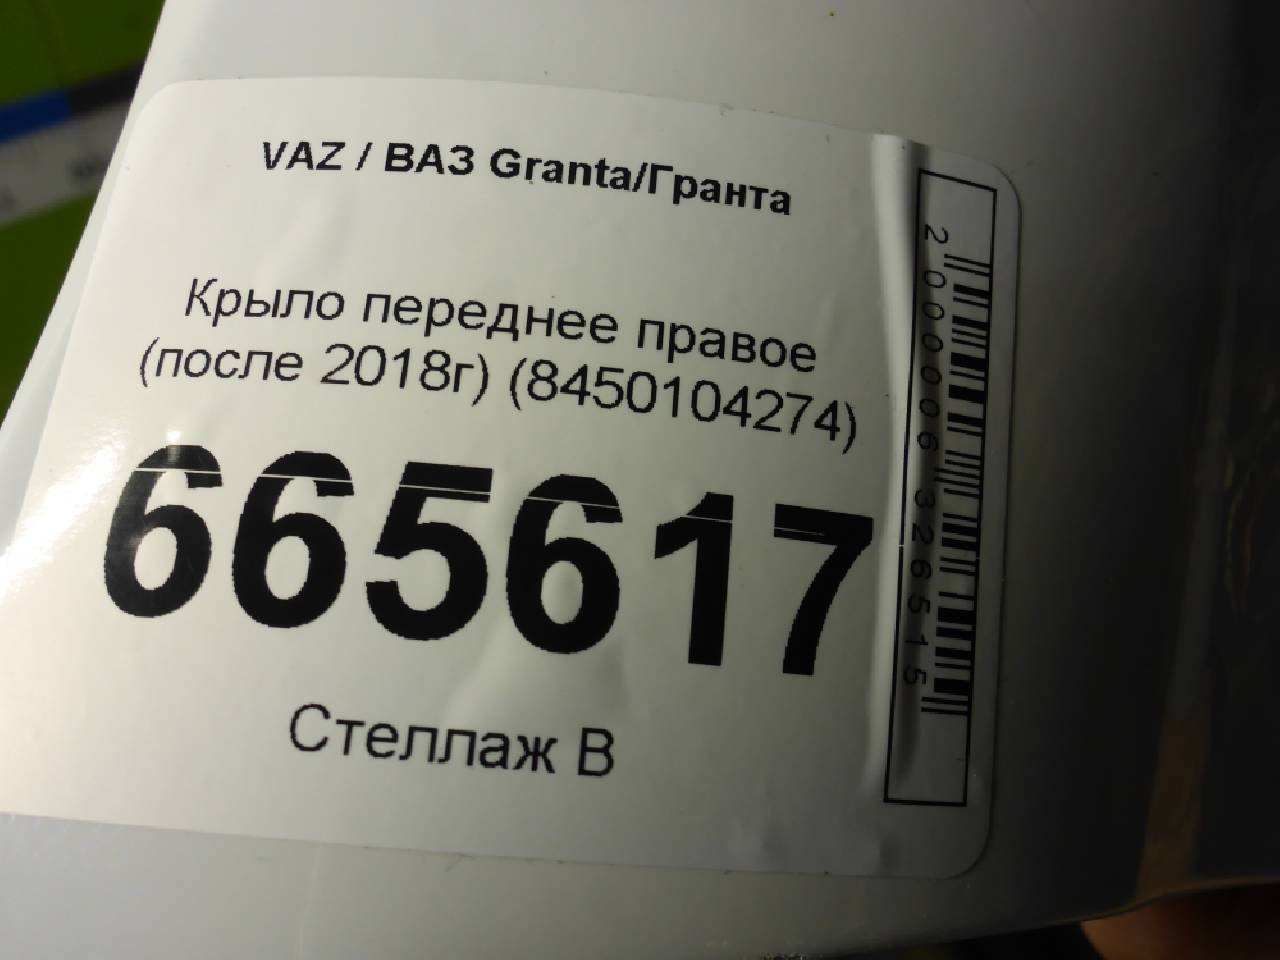 VAZ / ВАЗ Granta/Гранта
Крыло переднее правое
(после 2018г) (8450104274)
665617
Стеллаж В
2000006326515